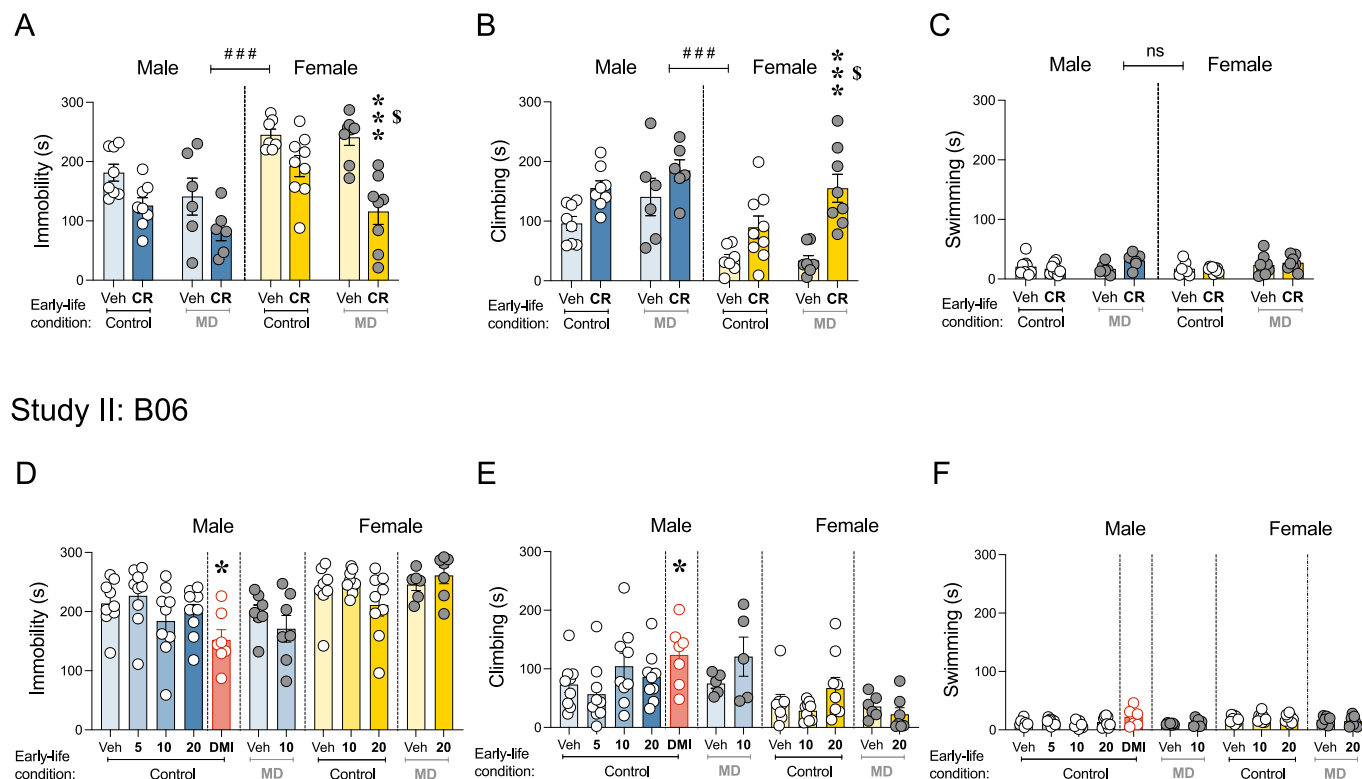 A
Male
###
Female
***
$
Immobility (s)
300
200
100
0
Veh CR Veh CR Veh CR Veh CR
Early-life
condition:
Control MD Control MD
B
Male
###
Female
***
$
Climbing (s)
300
200
100
0
Veh CR Veh CR Veh CR Veh CR
Early-life
condition:
Control MD Control MD
C
Male
ns
Female
Swimming (s)
300
200
100
0
Veh CR Veh CR Veh CR Veh CR
Early-life
condition:
Control MD Control MD
Study II: B06
D
Male Female
*
Immobility (s)
300
200
100
0
Veh 5 10 20 DMI Veh 10 Veh 10 20 Veh 20
Early-life
condition:
Control MD Control MD
E
Male Female
*
Climbing (s)
300
200
100
0
Veh 5 10 20 DMI Veh 10 Veh 10 20 Veh 20
Early-life
condition:
Control MD Control MD
F
Male Female
Swimming (s)
300
200
100
0
Veh 5 10 20 DMI Veh 10 Veh 10 20 Veh 20
Early-life
condition:
Control MD Control MD